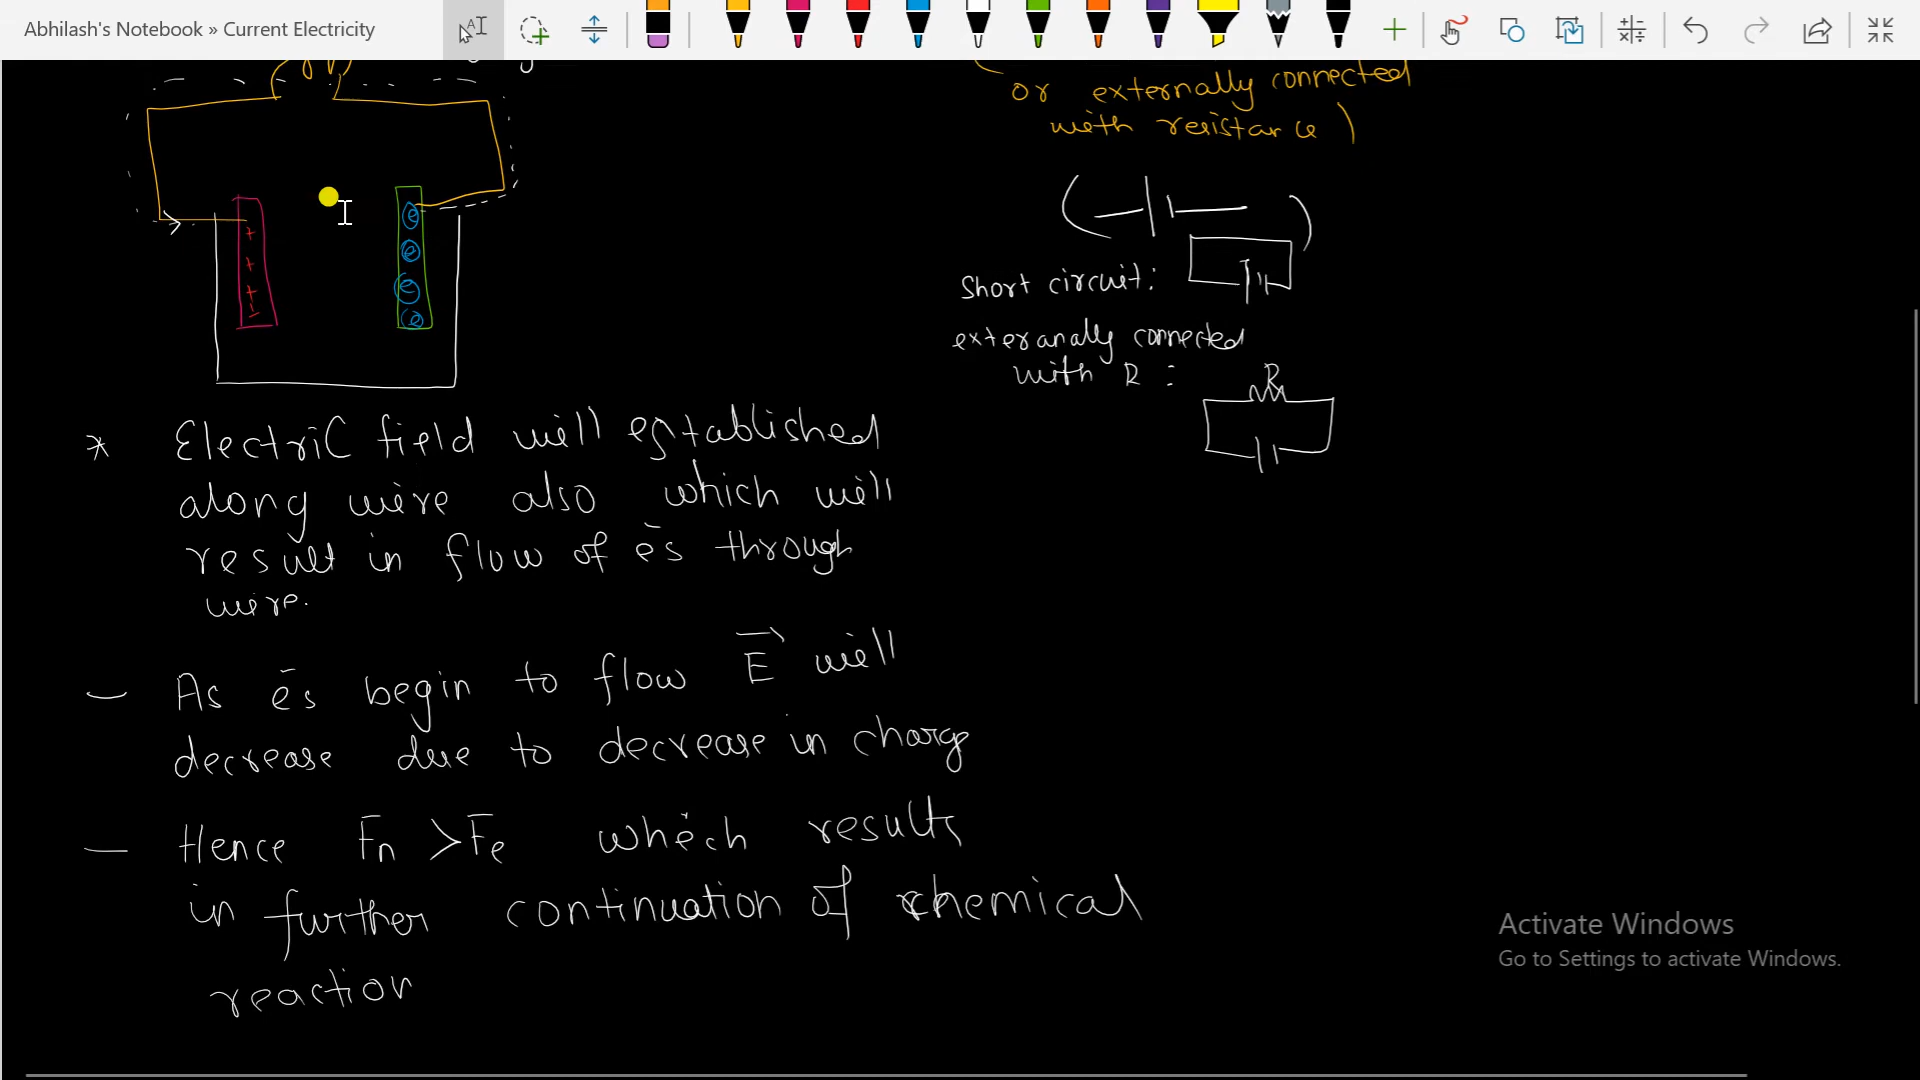 Abhilash's Notebook » Current Electricity
or externally connected
with resistance )
Short circuit:
exteranally connected
with R :
R
+
+
+
+
e
e
e
e
* Electric field will established
along wire also which will
result in flow of ēs through
wire.
- As ēs begin to flow E⃗ will
decrease due to decrease in charge
- Hence Fn > Fe which results
in further continuation of chemical
reaction
Activate Windows
Go to Settings to activate Windows.